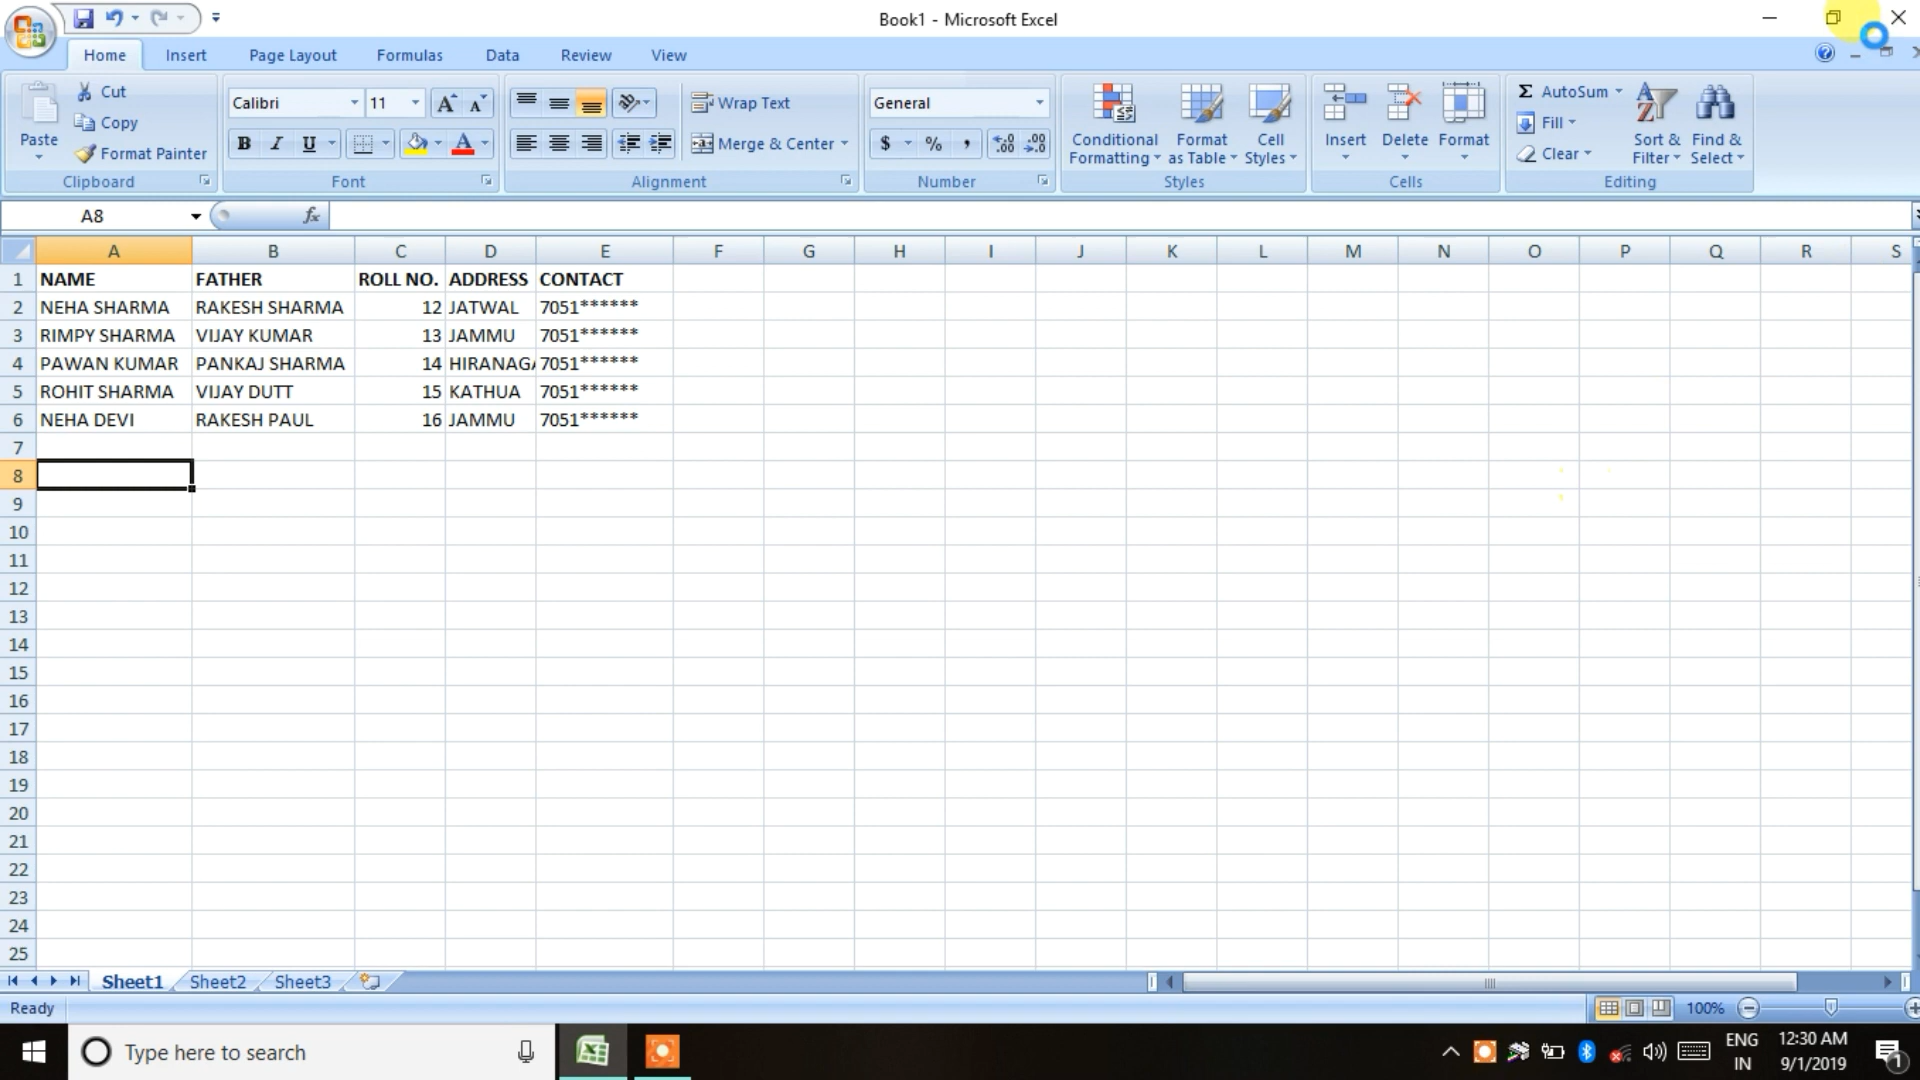 Book1 - Microsoft Excel
Home Insert Page Layout Formulas Data Review View
Paste
Cut
Copy
Format Painter
Clipboard
Calibri 11
B I U
Font
Wrap Text
Merge & Center
Alignment
General
$ % ,
Number
Conditional Formatting
Format as Table
Cell Styles
Styles
Insert Delete Format
Cells
Σ AutoSum
Fill
Clear
Sort & Filter
Find & Select
Editing
A8 fx
A B C D E F G H I J K L M N O P Q R S
1 NAME FATHER ROLL NO. ADDRESS CONTACT
2 NEHA SHARMA RAKESH SHARMA 12 JATWAL 7051******
3 RIMPY SHARMA VIJAY KUMAR 13 JAMMU 7051******
4 PAWAN KUMAR PANKAJ SHARMA 14 HIRANAGA 7051******
5 ROHIT SHARMA VIJAY DUTT 15 KATHUA 7051******
6 NEHA DEVI RAKESH PAUL 16 JAMMU 7051******
7
8
9
10
11
12
13
14
15
16
17
18
19
20
21
22
23
24
25
Sheet1 Sheet2 Sheet3
Ready 100%
Type here to search
ENG
IN
12:30 AM
9/1/2019
1